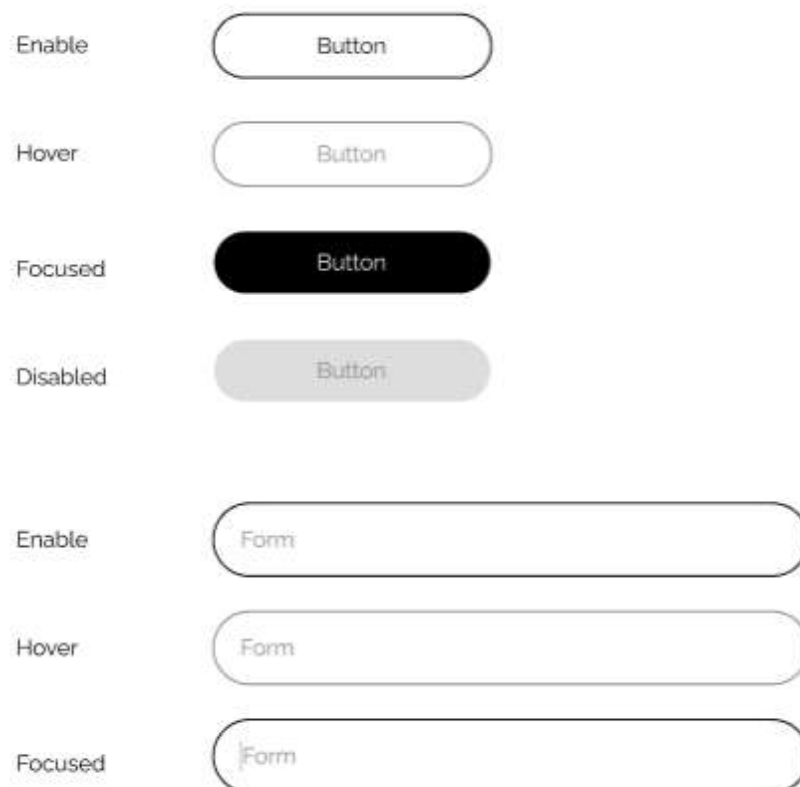 Enable Button
Hover Button
Focused Button
Disabled Button
Enable Form
Hover Form
Focused Form